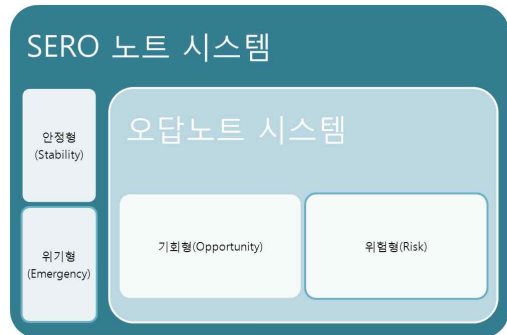 SERO 노트 시스템
안정형
(Stability)
오답노트 시스템
위기형
(Emergency)
기회형(Opportunity)
위험형(Risk)